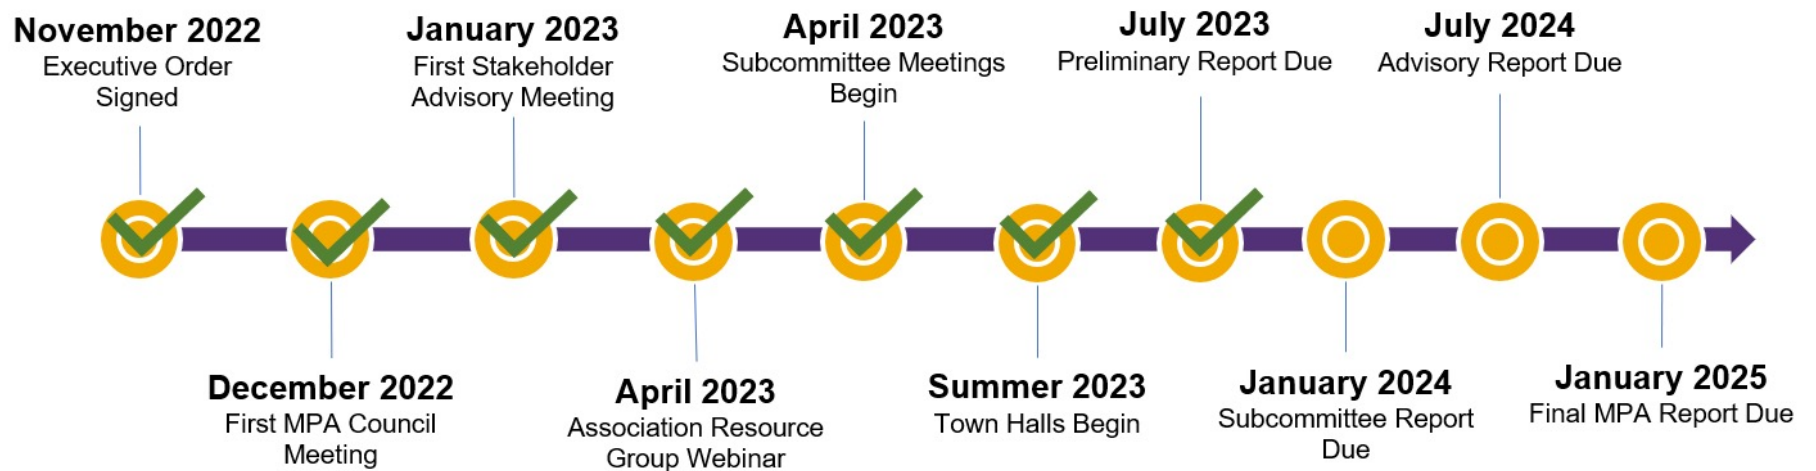 November 2022
Executive Order
Signed
December 2022
First MPA Council
Meeting
January 2023
First Stakeholder
Advisory Meeting
April 2023
Association Resource
Group Webinar
April 2023
Subcommittee Meetings
Begin
Summer 2023
Town Halls Begin
July 2023
Preliminary Report Due
January 2024
Subcommittee Report
Due
July 2024
Advisory Report Due
January 2025
Final MPA Report Due